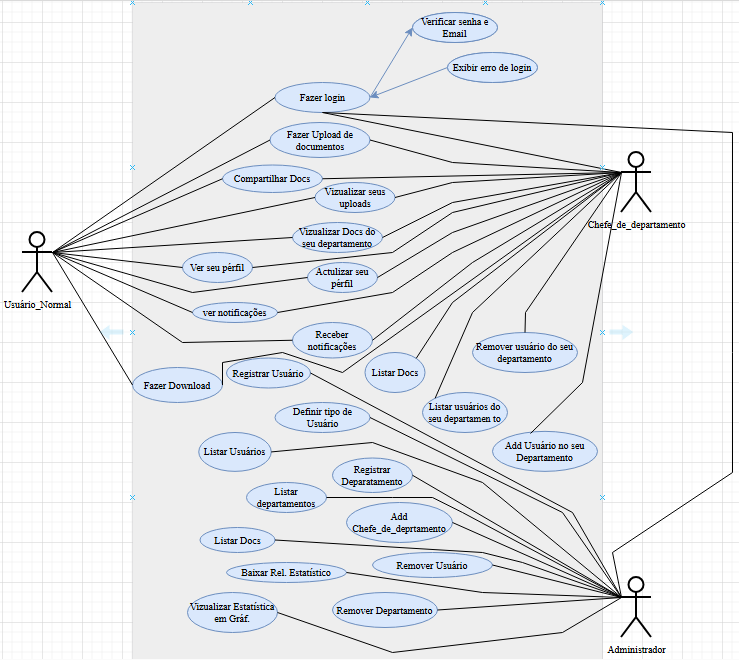 Verificar senha e
Email
Exibir erro de login
Fazer login
Fazer Upload de
documentos
Compartilhar Docs
Vizualizar seus
uploads
Chefe_de_departamento
Vizualizar Docs do
seu departamento
Ver seu pérfil
Actulizar seu
pérfil
Usuário_Normal
ver notificações
Receber
notificações
Remover usuário do seu
departamento
Listar Docs
Registrar Usuário
Fazer Download
Definir tipo de
Usuário
Listar usuários do
seu departamen to
Add Usuário no seu
Departamento
Listar Usuários
Registrar
Deparatamento
Listar
departamentos
Add
Chefe_de_deprtamento
Listar Docs
Remover Usuário
Baixar Rel. Estatístico
Vizualizar Estatística
em Gráf.
Remover Departamento
Administrador